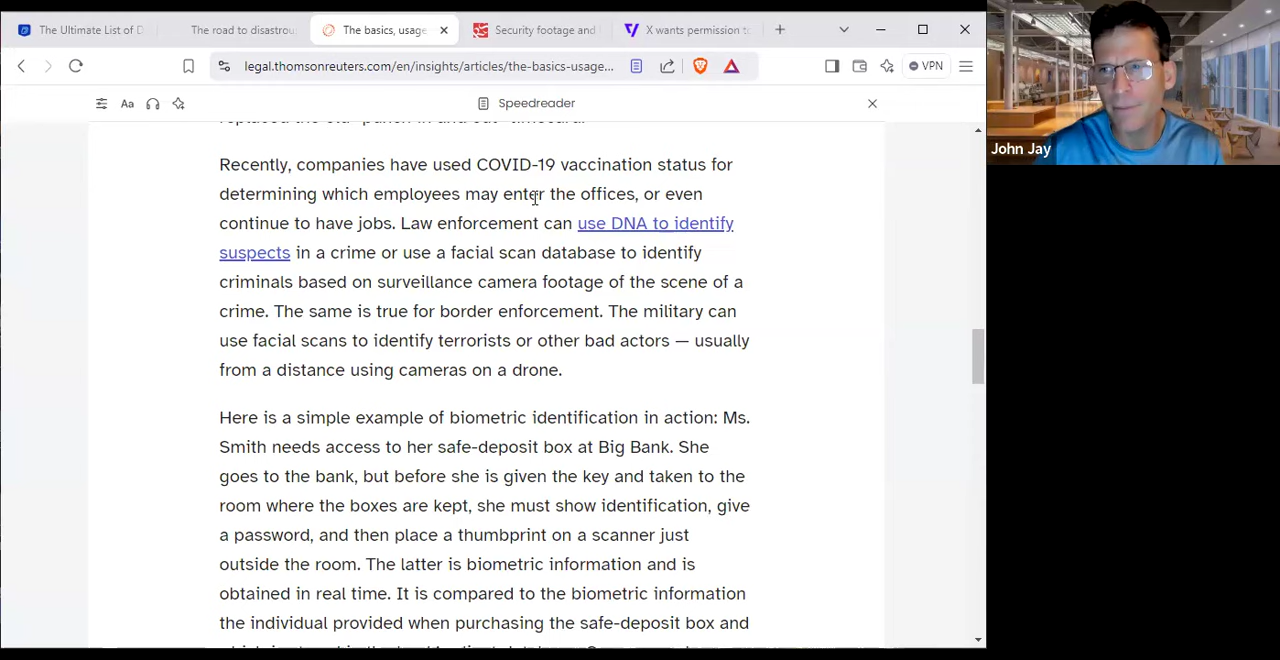 The Ultimate List of D
The road to disastrou
The basics, usage
Security footage and
X wants permission t
legal.thomsonreuters.com/en/insights/articles/the-basics-usage...
VPN
Aa
Speedreader
John Jay
Recently, companies have used COVID-19 vaccination status for
determining which employees may enter the offices, or even
continue to have jobs. Law enforcement can use DNA to identify
suspects in a crime or use a facial scan database to identify
criminals based on surveillance camera footage of the scene of a
crime. The same is true for border enforcement. The military can
use facial scans to identify terrorists or other bad actors — usually
from a distance using cameras on a drone.
Here is a simple example of biometric identification in action: Ms.
Smith needs access to her safe-deposit box at Big Bank. She
goes to the bank, but before she is given the key and taken to the
room where the boxes are kept, she must show identification, give
a password, and then place a thumbprint on a scanner just
outside the room. The latter is biometric information and is
obtained in real time. It is compared to the biometric information
the individual provided when purchasing the safe-deposit box and